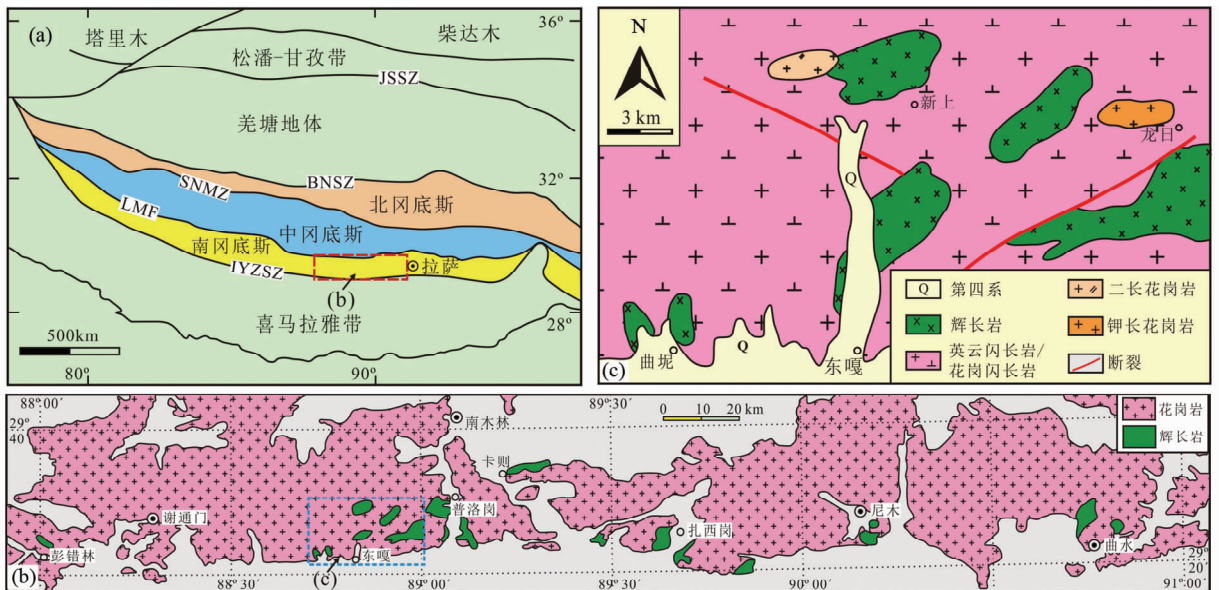 (a)
塔里木
柴达木
36°
松潘-甘孜带
JSSZ
羌塘地体
32°
BNSZ
SNMZ
北冈底斯
LMF
中冈底斯
南冈底斯
IYZSZ
拉萨
(b)
喜马拉雅带
28°
500km
80°
90°
N
3 km
新上
龙日
Q
Q
曲坭
东嘎
(c)
Q 第四系
二长花岗岩
辉长岩
钾长花岗岩
英云闪长岩/
花岗闪长岩
断裂
88°00′
89°30′
0 10 20 km
花岗岩
辉长岩
29°
40
南木林
卡则
谢通门
普洛岗
尼木
扎西岗
彭错林
东嘎
曲水
(c)
29°
20
(b)
88° 30′
89° 00′
89° 30′
90° 00′
91° 00′